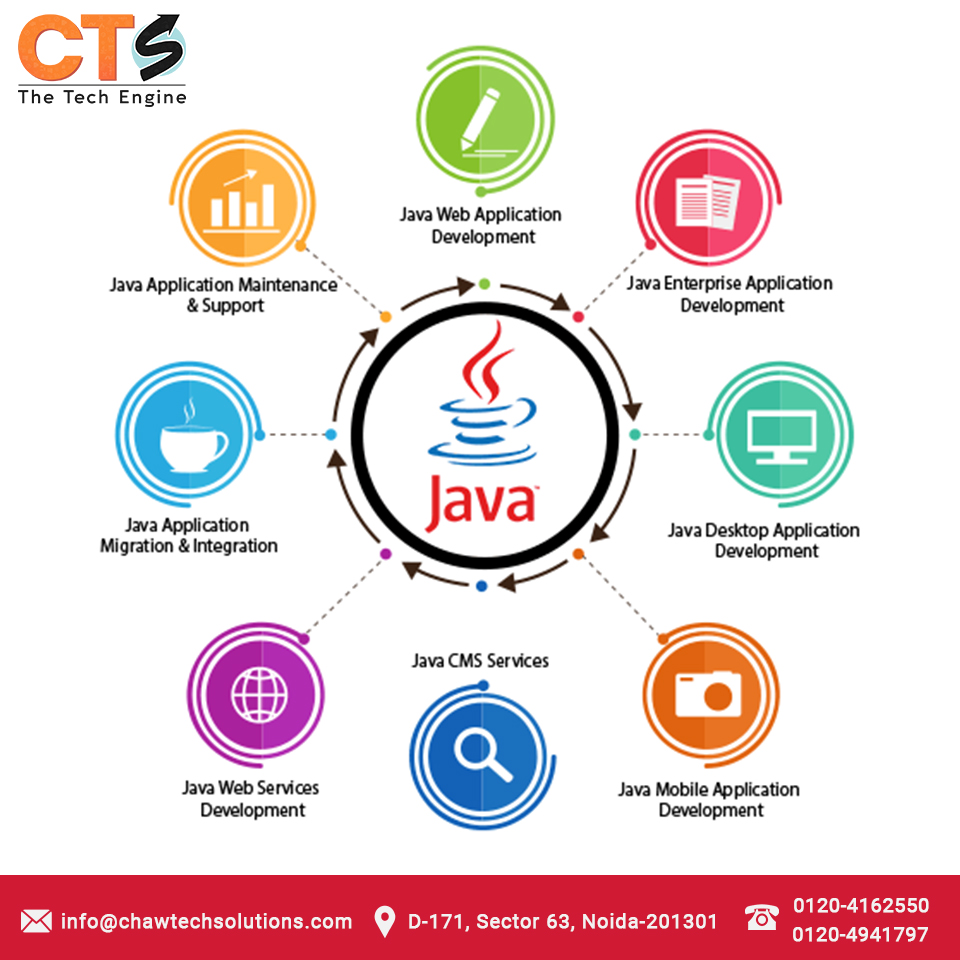 CTS
The Tech Engine
Java Web Application
Development
Java Enterprise Application
Development
Java Desktop Application
Development
Java Mobile Application
Development
Java CMS Services
Java Web Services
Development
Java Application
Migration & Integration
Java Application Maintenance
& Support
Java™
info@chawtechsolutions.com
D-171, Sector 63, Noida-201301
0120-4162550
0120-4941797